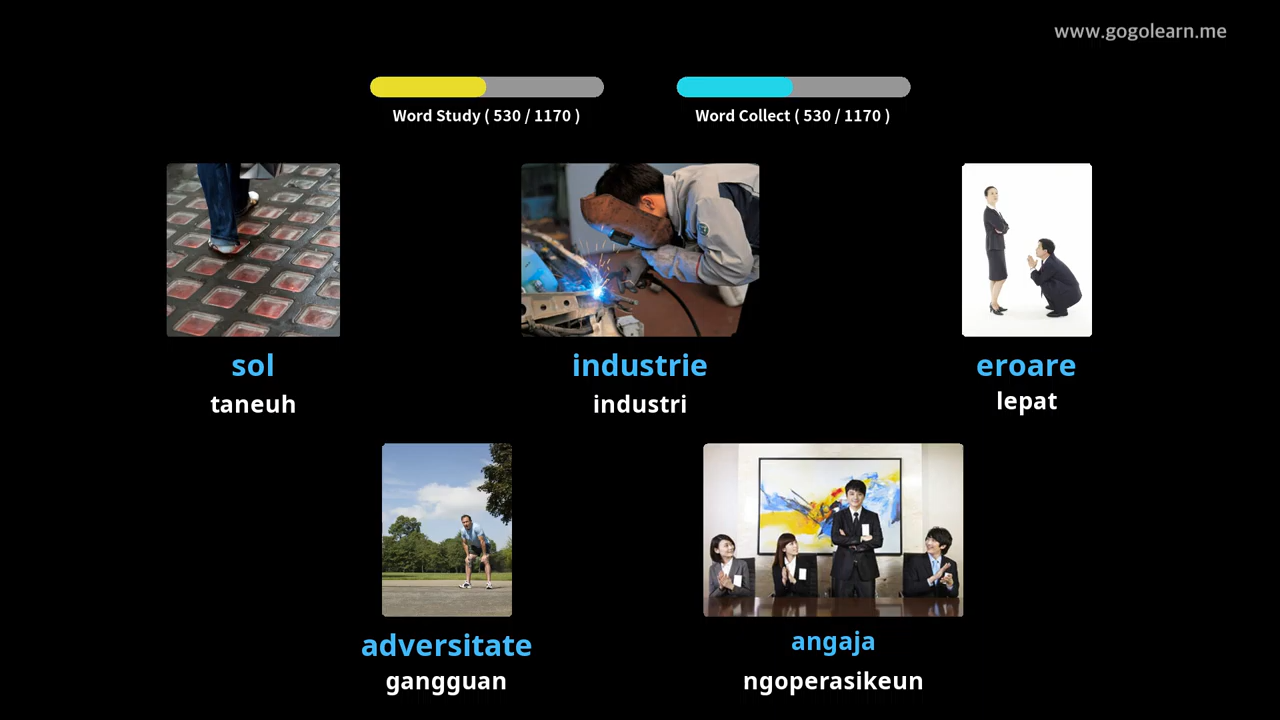 www.gogolearn.me
Word Study ( 530 / 1170 )
Word Collect ( 530 / 1170 )
sol
taneuh
industrie
industri
eroare
lepat
adversitate
gangguan
angaja
ngoperasikeun